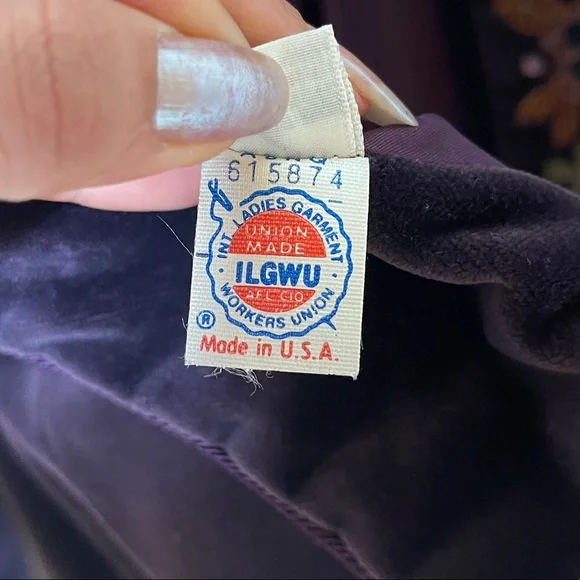 615874
INT. LADIES GARMENT
UNION
MADE
ILGWU
AFL-CIO
WORKERS UNION
®
Made in U.S.A.